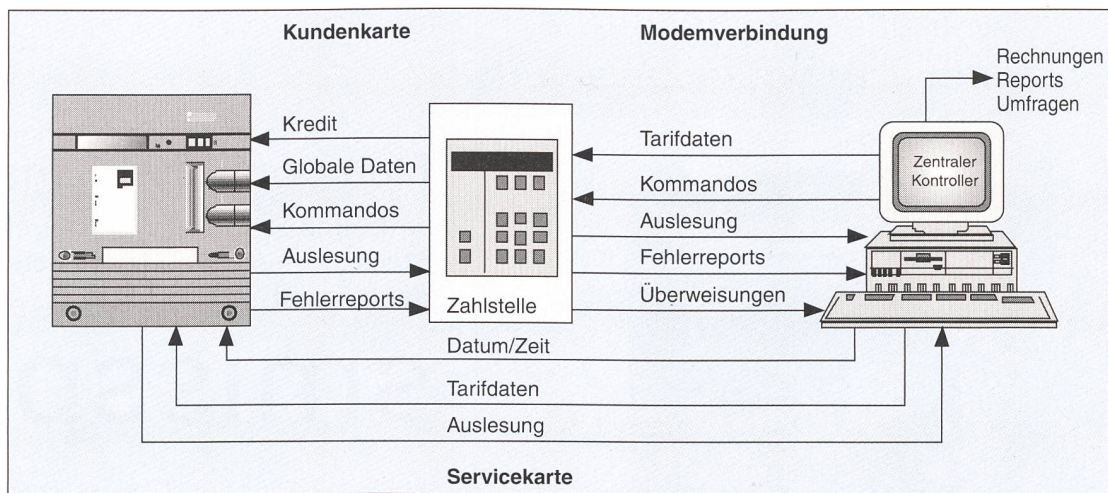 Kundenkarte
Modemverbindung
Rechnungen
Reports
Umfragen
Kredit
Globale Daten
Kommandos
Auslesung
Fehlerreports
Zahlstelle
Tarifdaten
Kommandos
Auslesung
Fehlerreports
Überweisungen
Zentraler
Kontroller
Datum/Zeit
Tarifdaten
Auslesung
Servicekarte